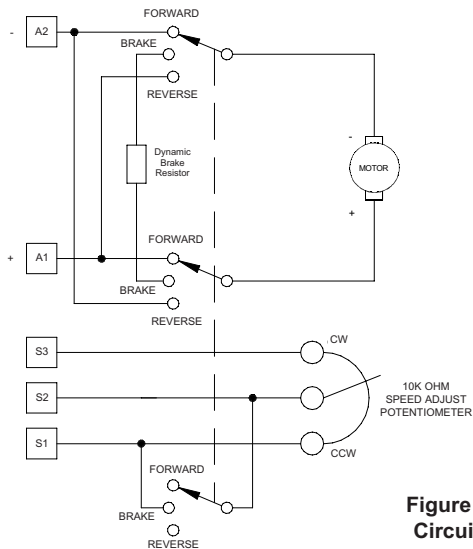 FORWARD
- A2
BRAKE
REVERSE
Dynamic
Brake
Resistor
-
MOTOR
+
FORWARD
+ A1
BRAKE
REVERSE
S3
CW
S2
10K OHM
SPEED ADJUST
POTENTIOMETER
S1
CCW
FORWARD
BRAKE
REVERSE
Figure
Circui